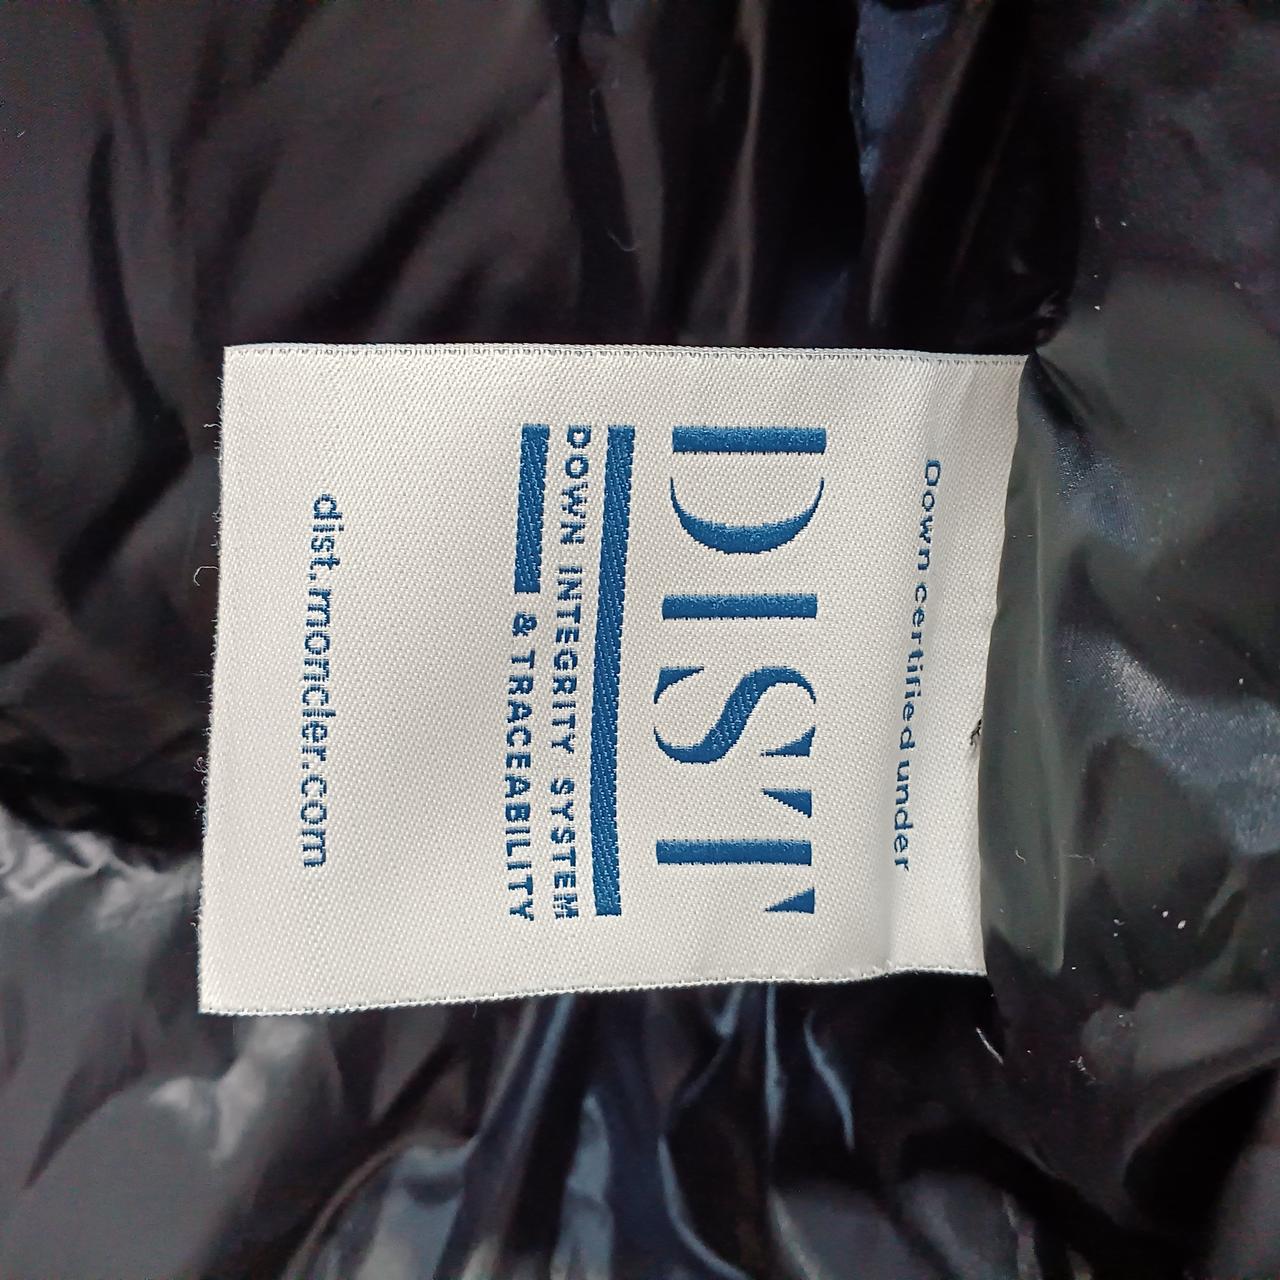 Down certified under
DIST
DOWN INTEGRITY SYSTEM
& TRACEABILITY
dist.moncler.com